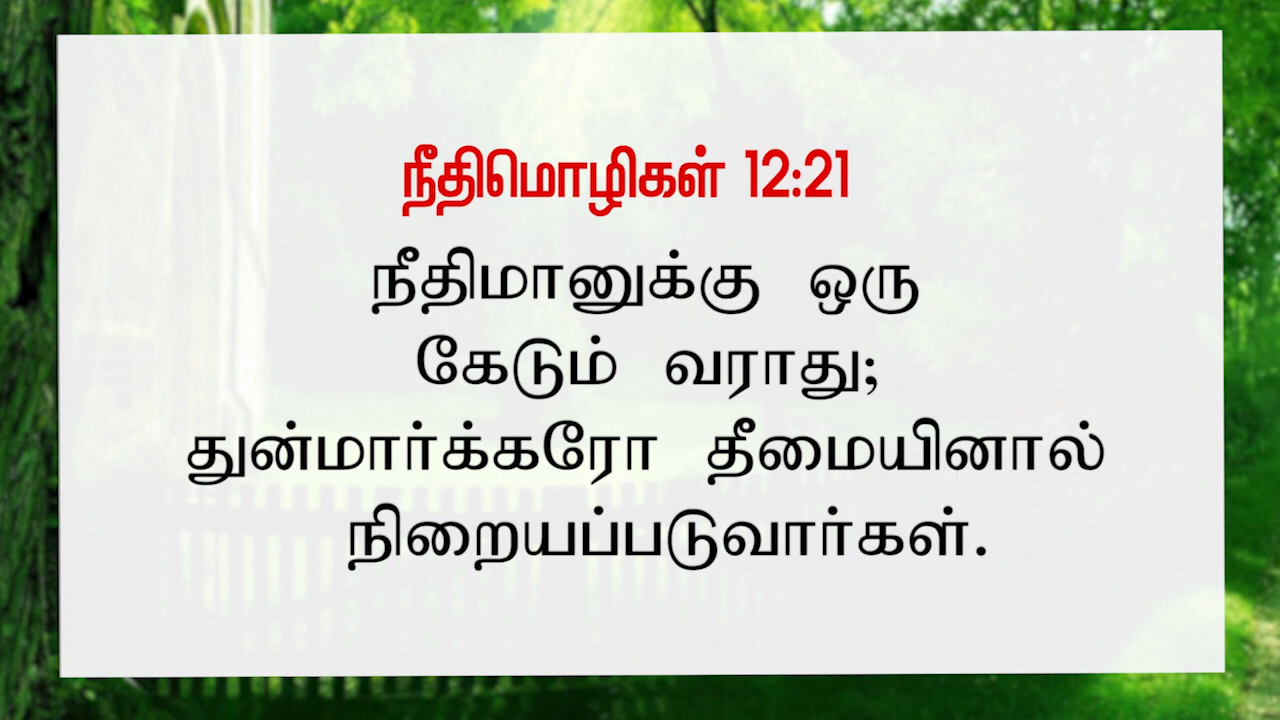 நீதிமொழிகள் 12:21
நீதிமானுக்கு ஒரு
கேடும் வராது;
துன்மார்க்கரோ தீமையினால்
நிறையப்படுவார்கள்.